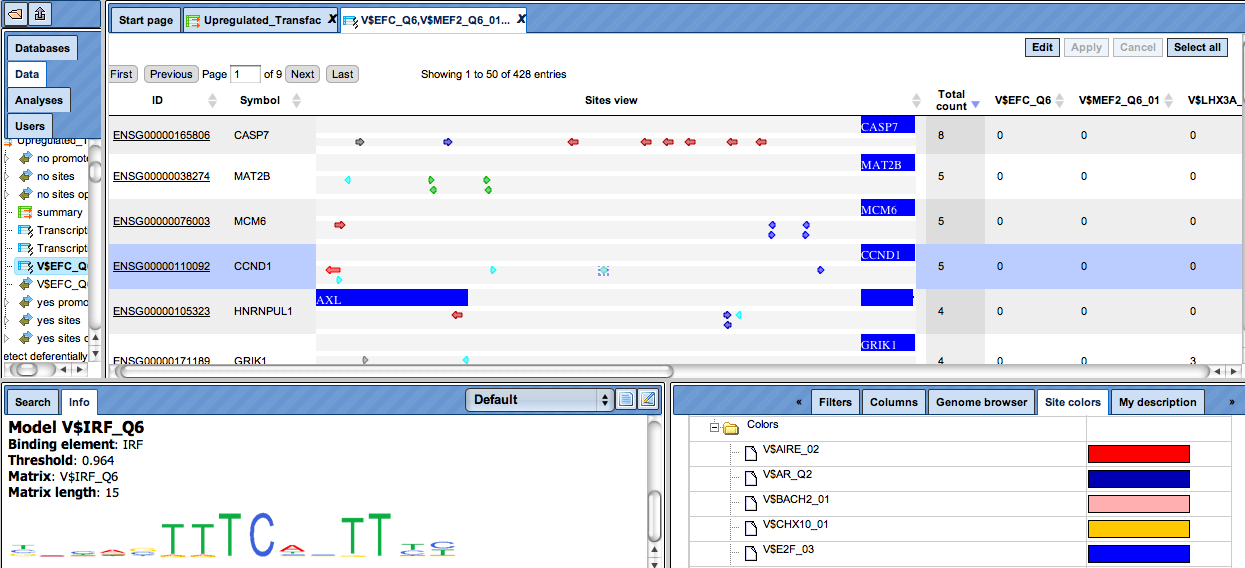 Start page
Upregulated_Transfac X
V$EFC_Q6,V$MEF2_Q6_01... X
Databases
Data
Analyses
Users
Edit Apply Cancel Select all
First Previous Page 1 of 9 Next Last Showing 1 to 50 of 428 entries
ID Symbol Sites view Total count V$EFC_Q6 V$MEF2_Q6_01 V$LHX3A_
ENSG00000165806 CASP7 CASP7 8 0 0 0
ENSG00000038274 MAT2B MAT2B 5 0 0 0
ENSG00000076003 MCM6 MCM6 5 0 0 0
ENSG00000110092 CCND1 CCND1 5 0 0 0
ENSG00000105323 HNRNPUL1 AXL 4 0 0 0
ENSG00000171189 GRIK1 GRIK1 4 0 0 3
Upregulated_T
no promot
no sites
no sites op
summary
Transcript
Transcript
V$EFC_Q
V$EFC_Q
yes promo
yes sites
yes sites o
etect deferentially
Search Info Default
Model V$IRF_Q6
Binding element: IRF
Threshold: 0.964
Matrix: V$IRF_Q6
Matrix length: 15
TTTCA TT
« Filters Columns Genome browser Site colors My description »
Colors
V$AIRE_02
V$AR_Q2
V$BACH2_01
V$CHX10_01
V$E2F_03